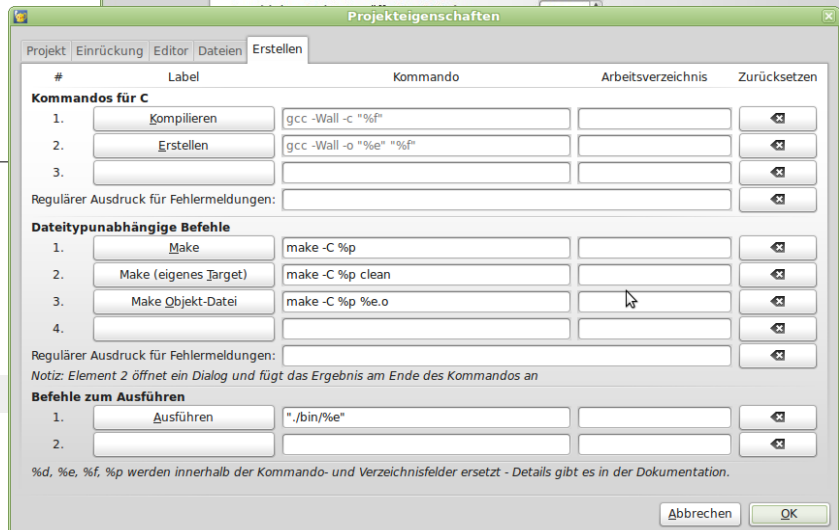 Projekteigenschaften
Projekt Einrückung Editor Dateien Erstellen
# Label Kommando Arbeitsverzeichnis Zurücksetzen
Kommandos für C
1. Kompilieren gcc -Wall -c "%f"
2. Erstellen gcc -Wall -o "%e" "%f"
3.
Regulärer Ausdruck für Fehlermeldungen:
Dateitypunabhängige Befehle
1. Make make -C %p
2. Make (eigenes Target) make -C %p clean
3. Make Objekt-Datei make -C %p %e.o
4.
Regulärer Ausdruck für Fehlermeldungen:
Notiz: Element 2 öffnet ein Dialog und fügt das Ergebnis am Ende des Kommandos an
Befehle zum Ausführen
1. Ausführen "./bin/%e"
2.
%d, %e, %f, %p werden innerhalb der Kommando- und Verzeichnisfelder ersetzt - Details gibt es in der Dokumentation.
Abbrechen OK